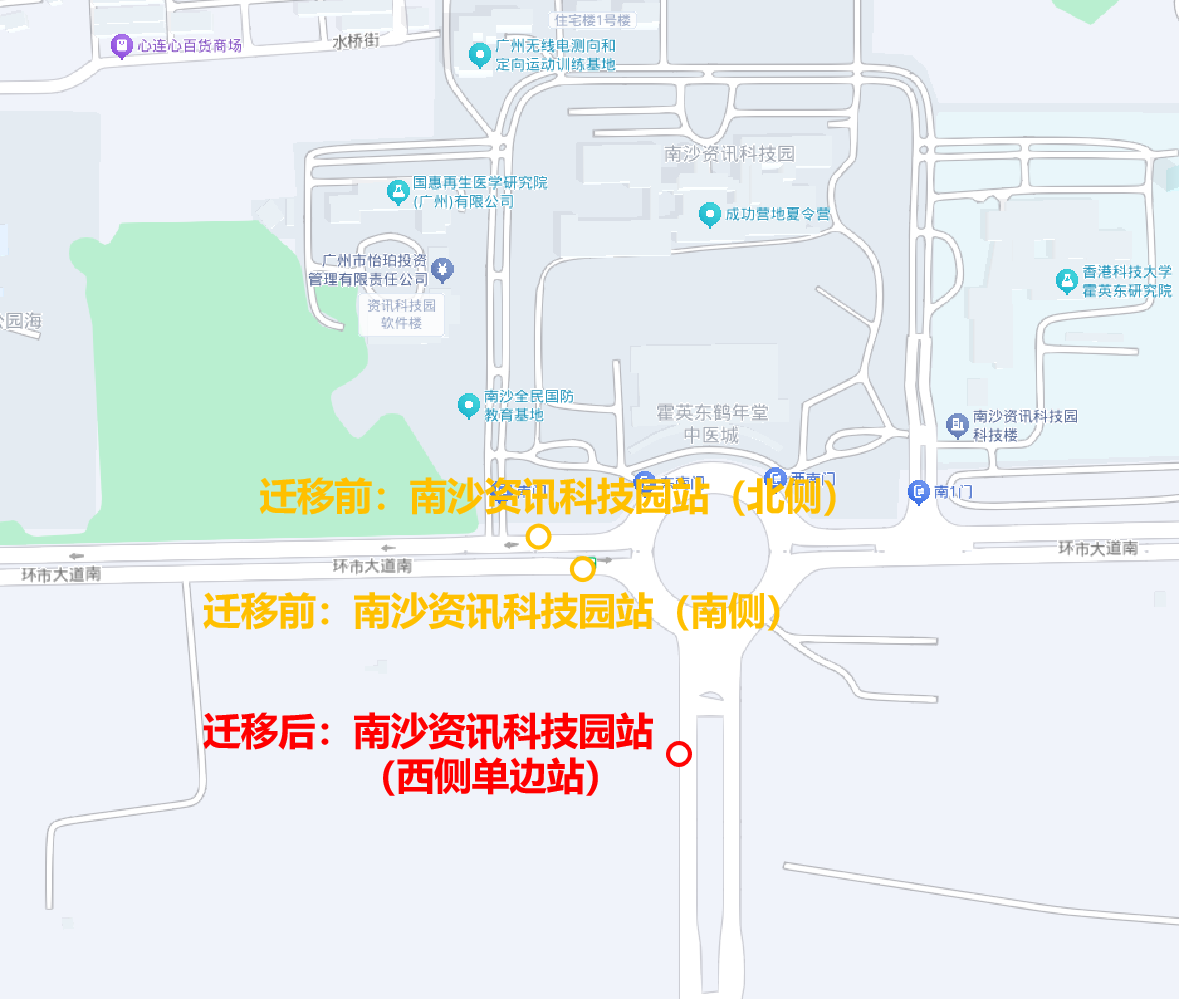 住宅楼1号楼
心连心百货商场
水桥街
广州无线电测向和
定向运动训练基地
南沙资讯科技园
国惠再生医学研究院
(广州)有限公司
成功营地夏令营
广州市怡珀投资
管理有限责任公司
香港科技大学
霍英东研究院
资讯科技园
软件楼
公园海
南沙全民国防
教育基地
霍英东鹤年堂
中医城
南沙资讯科技园
科技楼
西南门
南1门
迁移前：南沙资讯科技园站（北侧）
环市大道南
环市大道南
环市大道南
迁移前：南沙资讯科技园站（南侧）
迁移后：南沙资讯科技园站
（西侧单边站）